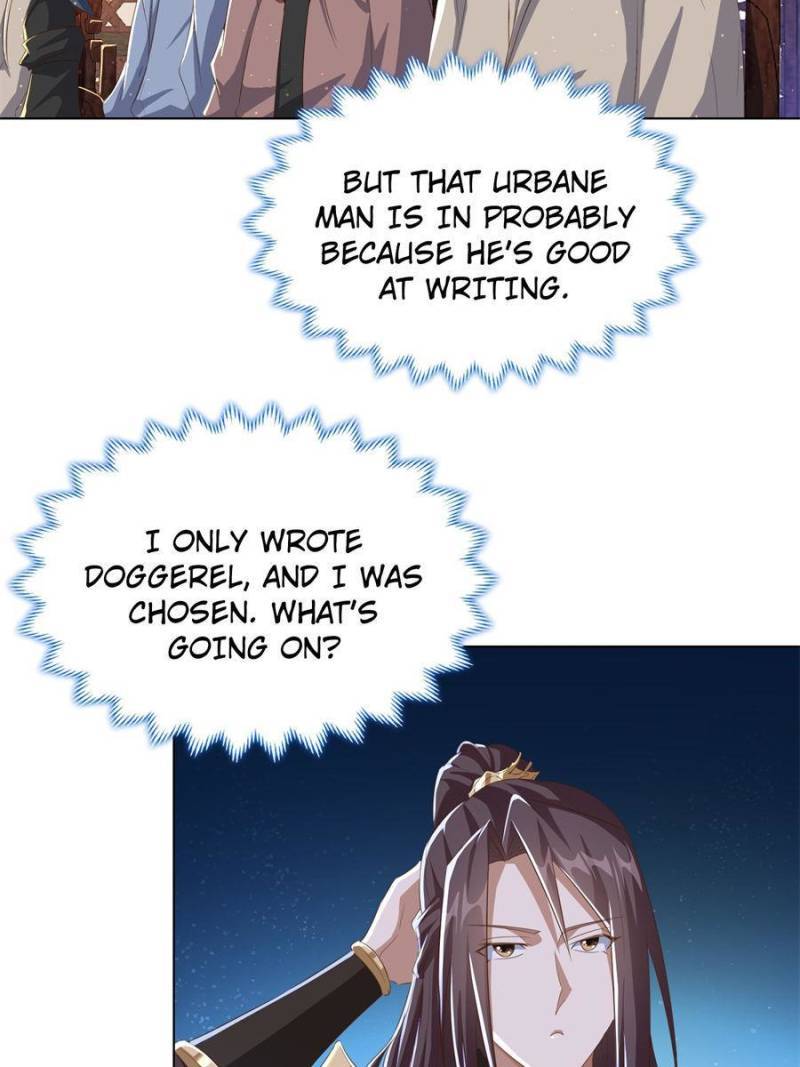 BUT THAT URBANE
MAN IS IN PROBABLY
BECAUSE HE'S GOOD
AT WRITING.
I ONLY WROTE
DOGGEREL, AND I WAS
CHOSEN. WHAT'S
GOING ON?